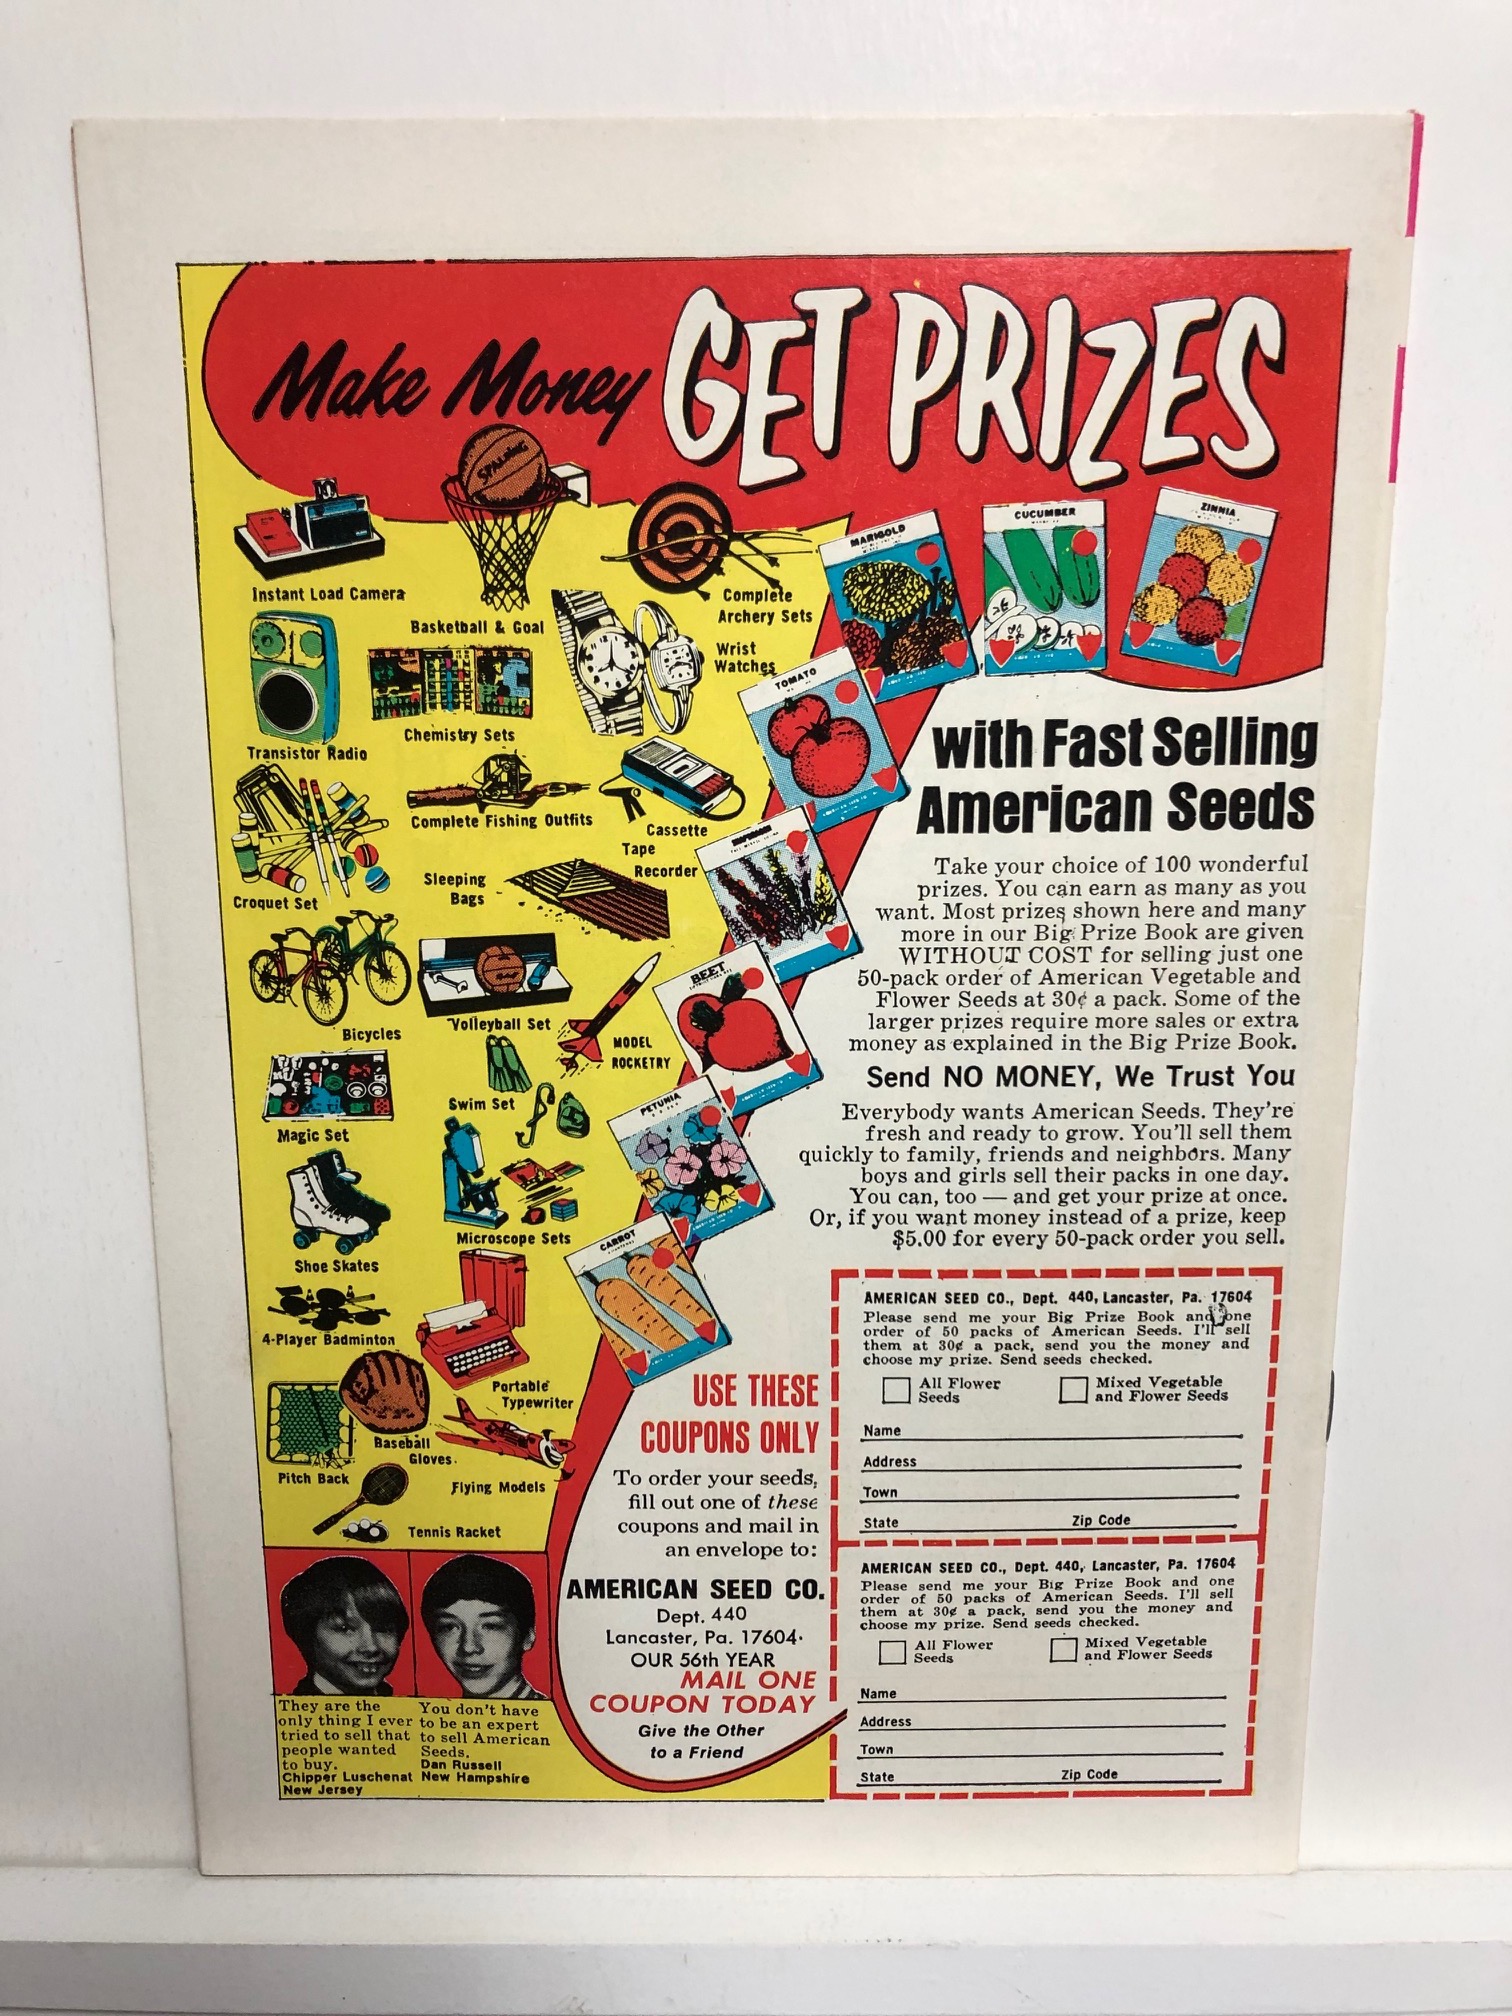 Make Money GET PRIZES
SPALDING
Instant Load Camera
Basketball & Goal
Complete
Archery Sets
Wrist
Watches
Transistor Radio
Chemistry Sets
Complete Fishing Outfits
Cassette
Tape
Recorder
Croquet Set
Sleeping
Bags
Bicycles
Volleyball Set
MODEL
ROCKETRY
Magic Set
Swim Set
Shoe Skates
Microscope Sets
4-Player Badminton
Portable
Typewriter
Pitch Back
Baseball
Gloves
Flying Models
Tennis Racket
MARIGOLD
CUCUMBER
ZINNIA
TOMATO
BEET
PETUNIA
CARROT
with Fast Selling
American Seeds
Take your choice of 100 wonderful
prizes. You can earn as many as you
want. Most prizes shown here and many
more in our Big Prize Book are given
WITHOUT COST for selling just one
50-pack order of American Vegetable and
Flower Seeds at 30¢ a pack. Some of the
larger prizes require more sales or extra
money as explained in the Big Prize Book.
Send NO MONEY, We Trust You
Everybody wants American Seeds. They're
fresh and ready to grow. You'll sell them
quickly to family, friends and neighbors. Many
boys and girls sell their packs in one day.
You can, too — and get your prize at once.
Or, if you want money instead of a prize, keep
$5.00 for every 50-pack order you sell.
USE THESE
COUPONS ONLY
To order your seeds,
fill out one of these
coupons and mail in
an envelope to:
AMERICAN SEED CO.
Dept. 440
Lancaster, Pa. 17604
OUR 56th YEAR
MAIL ONE
COUPON TODAY
Give the Other
to a Friend
They are the
only thing I ever
tried to sell that
people wanted
to buy.
Chipper Luschenat
New Jersey
You don't have
to be an expert
to sell American
Seeds.
Dan Russell
New Hampshire
AMERICAN SEED CO., Dept. 440, Lancaster, Pa. 17604
Please send me your Big Prize Book and one
order of 50 packs of American Seeds. I'll sell
them at 30¢ a pack, send you the money and
choose my prize. Send seeds checked.
All Flower
Seeds
Mixed Vegetable
and Flower Seeds
Name
Address
Town
State Zip Code
AMERICAN SEED CO., Dept. 440, Lancaster, Pa. 17604
Please send me your Big Prize Book and one
order of 50 packs of American Seeds. I'll sell
them at 30¢ a pack, send you the money and
choose my prize. Send seeds checked.
All Flower
Seeds
Mixed Vegetable
and Flower Seeds
Name
Address
Town
State Zip Code